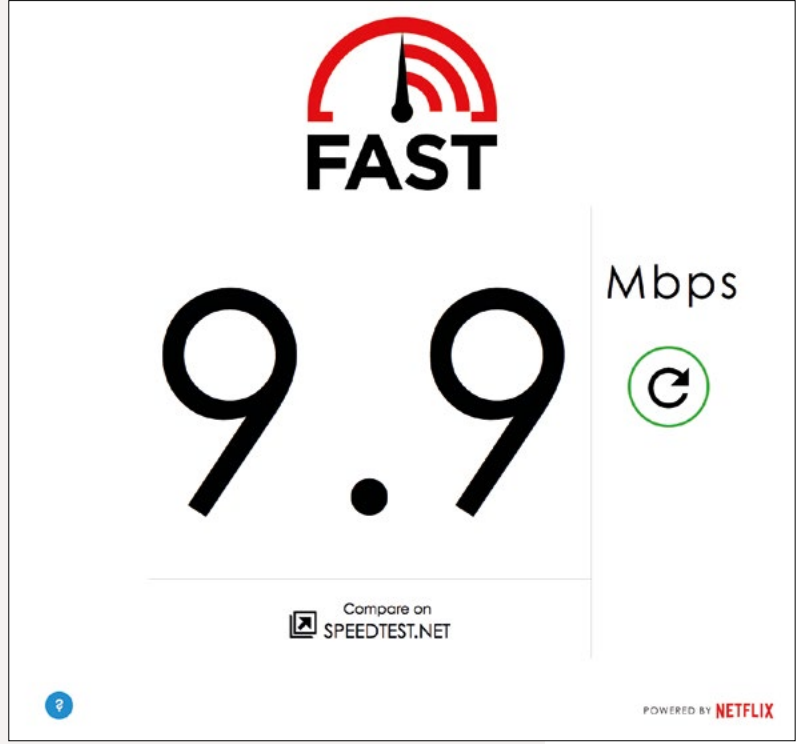 FAST
9.9
Mbps
Compare on
SPEEDTEST.NET
?
POWERED BY NETFLIX